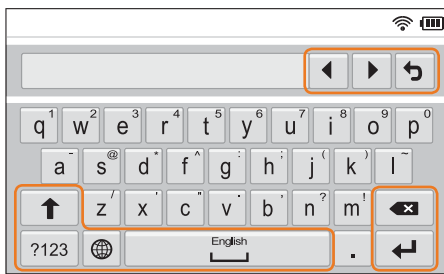 q 1 w 2 e 3 r 4 t 5 y 6 u 7 i 8 o 9 p 0
a - s @ d * f ^ g : h ; j ( k ) l ~
z / x ' c " v . b , n ? m !
?123 English .